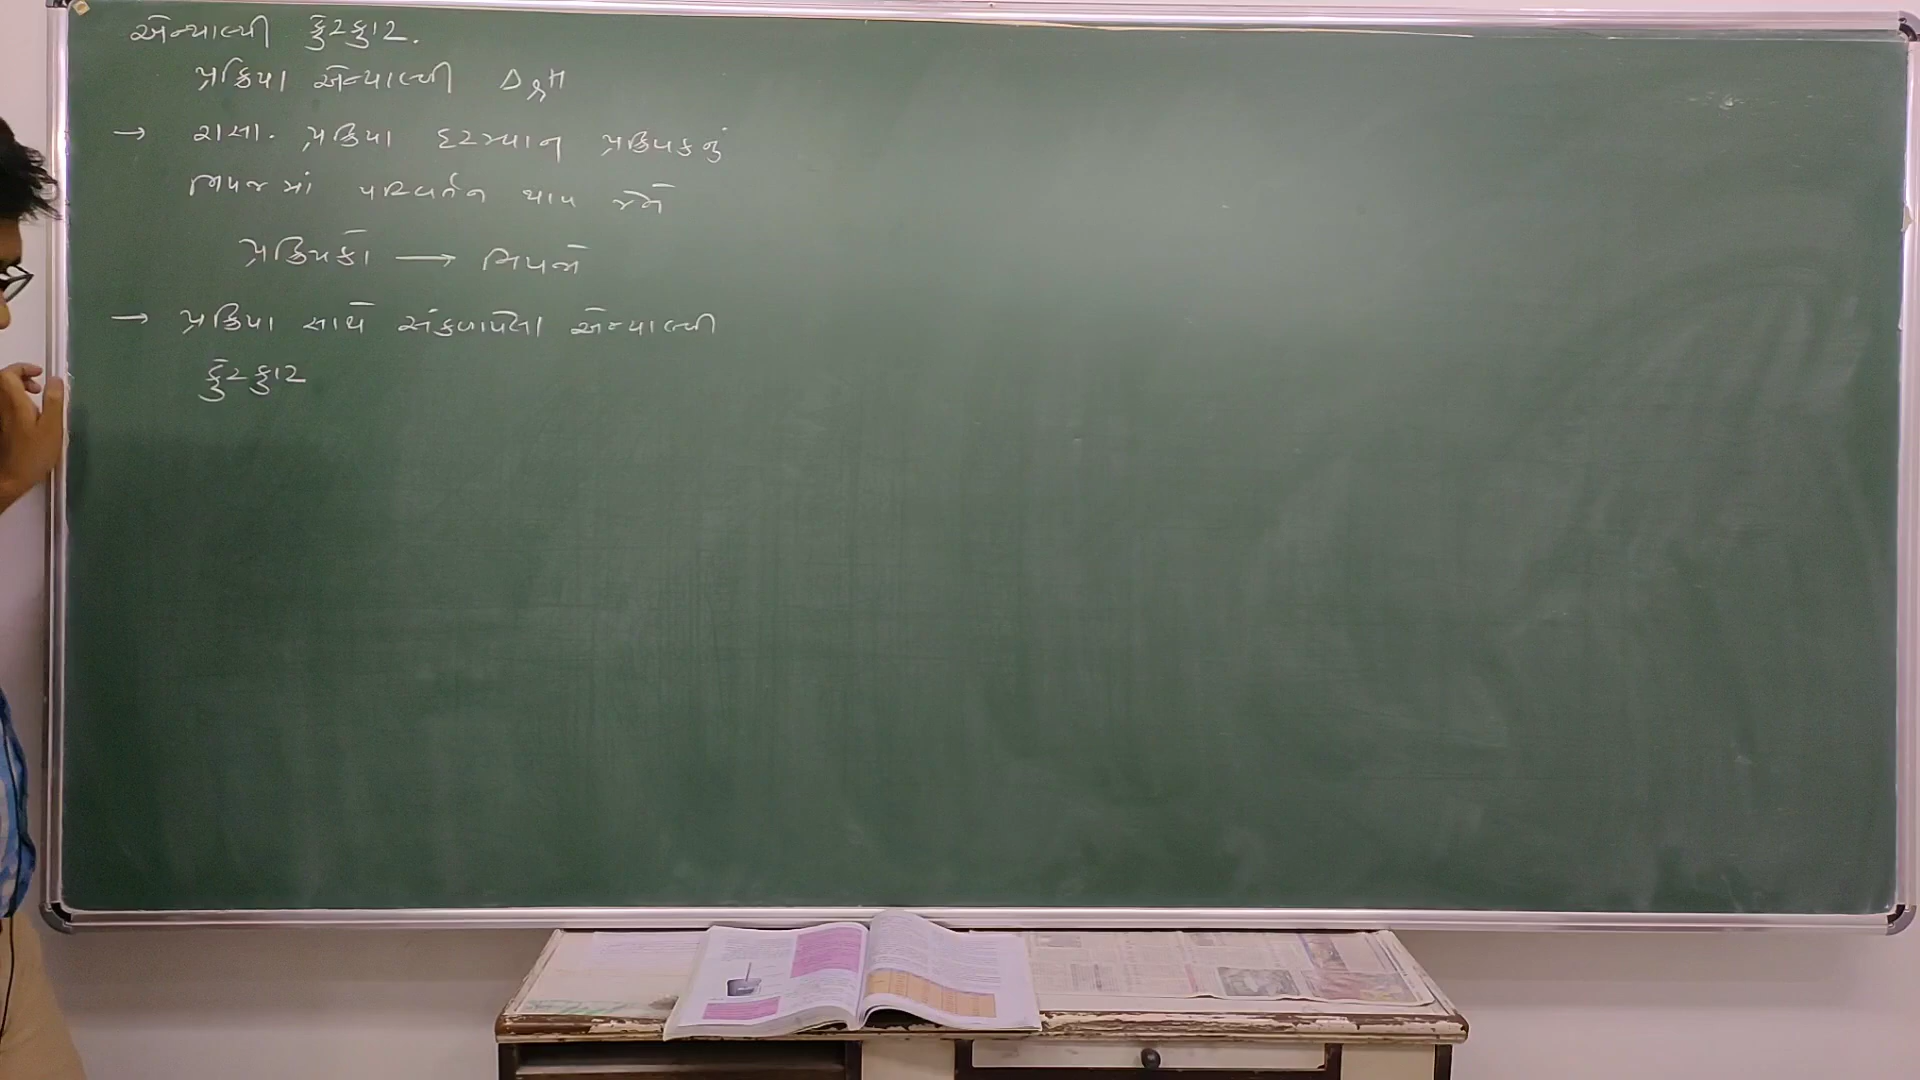 એન્થાલ્પી ફેરફાર.
પ્રક્રિયા એન્થાલ્પી ΔᵣH
→ રાસા. પ્રક્રિયા દરમ્યાન પ્રક્રિયકનું
નિપજમાં પરિવર્તન થાય જેમ
પ્રક્રિયકો → નિપજો
→ પ્રક્રિયા સાથે સંકળાયેલા એન્થાલ્પી
ફેરફાર